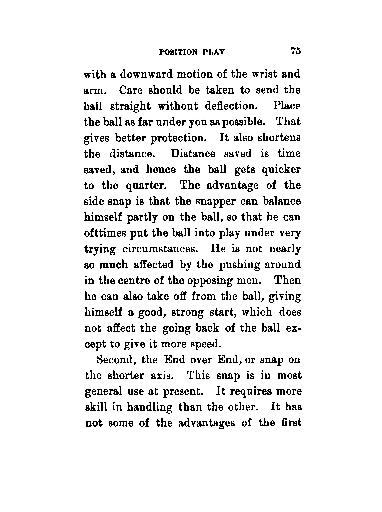 POSITION PLAY 75
with a downward motion of the wrist and
arm. Care should be taken to send the
ball straight without deflection. Place
the ball as far under you as possible. That
gives better protection. It also shortens
the distance. Distance saved is time
saved, and hence the ball gets quicker
to the quarter. The advantage of the
side snap is that the snapper can balance
himself partly on the ball, so that he can
ofttimes put the ball into play under very
trying circumstances. He is not nearly
so much affected by the pushing around
in the centre of the opposing men. Then
he can also take off from the ball, giving
himself a good, strong start, which does
not affect the going back of the ball ex-
cept to give it more speed.
Second, the End over End, or snap on
the shorter axis. This snap is in most
general use at present. It requires more
skill in handling than the other. It has
not some of the advantages of the first